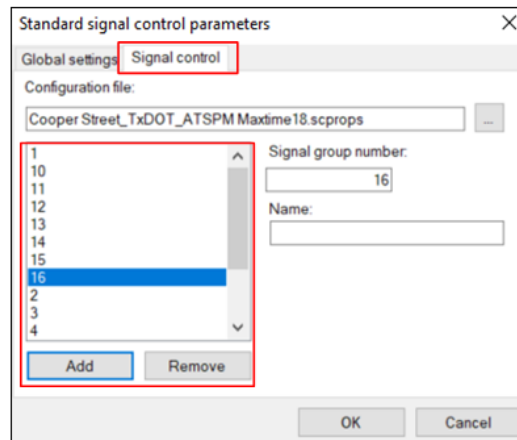 Standard signal control parameters
Global settings Signal control
Configuration file:
Cooper Street_TxDOT_ATSPM Maxtime18.scprops
...
1
10
11
12
13
14
15
16
2
3
4
Add Remove
Signal group number:
16
Name:
OK Cancel